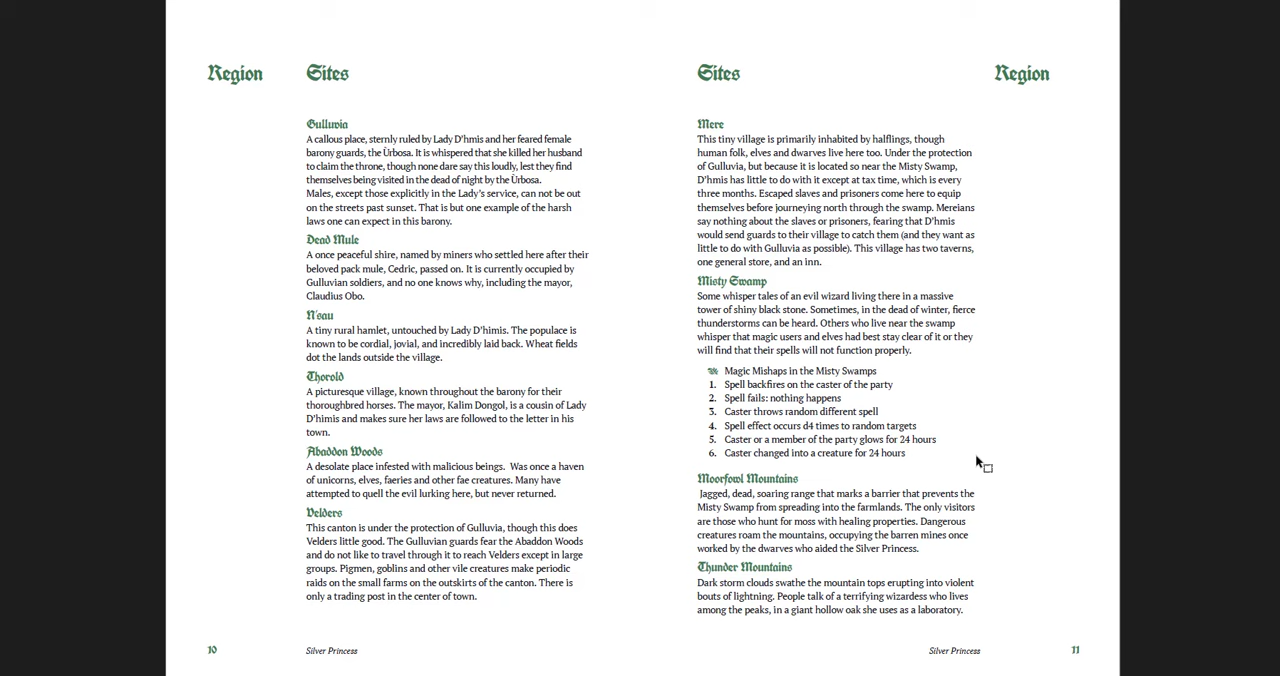 Region
Sites
Gulluvia
A callous place, sternly ruled by Lady D'hmis and her feared female
barony guards, the Ürbosa. It is whispered that she killed her husband
to claim the throne, though none dare say this loudly, lest they find
themselves being visited in the dead of night by the Ürbosa.
Males, except those explicitly in the Lady's service, can not be out
on the streets past sunset. That is but one example of the harsh
laws one can expect in this barony.
Dead Mule
A once peaceful shire, named by miners who settled here after their
beloved pack mule, Cedric, passed on. It is currently occupied by
Gulluvian soldiers, and no one knows why, including the mayor,
Claudius Obo.
N'sau
A tiny rural hamlet, untouched by Lady D'himis. The populace is
known to be cordial, jovial, and incredibly laid back. Wheat fields
dot the lands outside the village.
Thorold
A picturesque village, known throughout the barony for their
thoroughbred horses. The mayor, Kalim Dongol, is a cousin of Lady
D'himis and makes sure her laws are followed to the letter in his
town.
Abaddon Woods
A desolate place infested with malicious beings.  Was once a haven
of unicorns, elves, faeries and other fae creatures. Many have
attempted to quell the evil lurking here, but never returned.
Velders
This canton is under the protection of Gulluvia, though this does
Velders little good. The Gulluvian guards fear the Abaddon Woods
and do not like to travel through it to reach Velders except in large
groups. Pigmen, goblins and other vile creatures make periodic
raids on the small farms on the outskirts of the canton. There is
only a trading post in the center of town.
10
Silver Princess
Sites
Region
Mere
This tiny village is primarily inhabited by halflings, though
human folk, elves and dwarves live here too. Under the protection
of Gulluvia, but because it is located so near the Misty Swamp,
D'hmis has little to do with it except at tax time, which is every
three months. Escaped slaves and prisoners come here to equip
themselves before journeying north through the swamp. Mereians
say nothing about the slaves or prisoners, fearing that D'hmis
would send guards to their village to catch them (and they want as
little to do with Gulluvia as possible). This village has two taverns,
one general store, and an inn.
Misty Swamp
Some whisper tales of an evil wizard living there in a massive
tower of shiny black stone. Sometimes, in the dead of winter, fierce
thunderstorms can be heard. Others who live near the swamp
whisper that magic users and elves had best stay clear of it or they
will find that their spells will not function properly.
Magic Mishaps in the Misty Swamps
1. Spell backfires on the caster of the party
2. Spell fails: nothing happens
3. Caster throws random different spell
4. Spell effect occurs d4 times to random targets
5. Caster or a member of the party glows for 24 hours
6. Caster changed into a creature for 24 hours
Moorfowl Mountains
Jagged, dead, soaring range that marks a barrier that prevents the
Misty Swamp from spreading into the farmlands. The only visitors
are those who hunt for moss with healing properties. Dangerous
creatures roam the mountains, occupying the barren mines once
worked by the dwarves who aided the Silver Princess.
Thunder Mountains
Dark storm clouds swathe the mountain tops erupting into violent
bouts of lightning. People talk of a terrifying wizardess who lives
among the peaks, in a giant hollow oak she uses as a laboratory.
Silver Princess
11